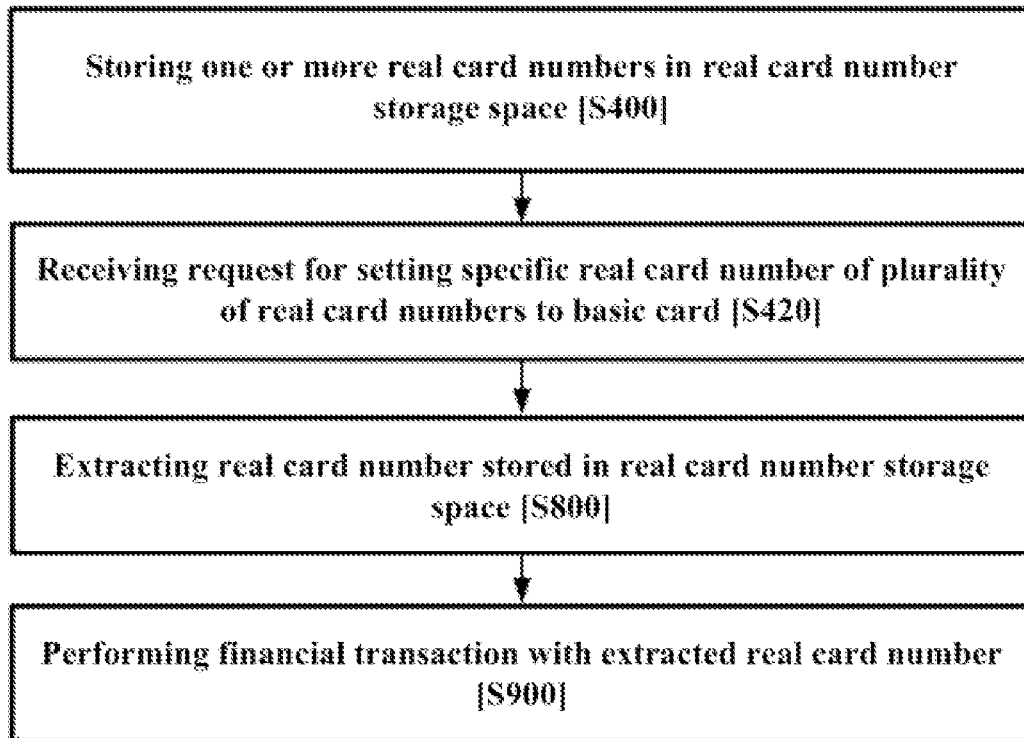 Storing one or more real card numbers in real card number
storage space [S400]
Receiving request for setting specific real card number of plurality
of real card numbers to basic card [S420]
Extracting real card number stored in real card number storage
space [S800]
Performing financial transaction with extracted real card number
[S900]